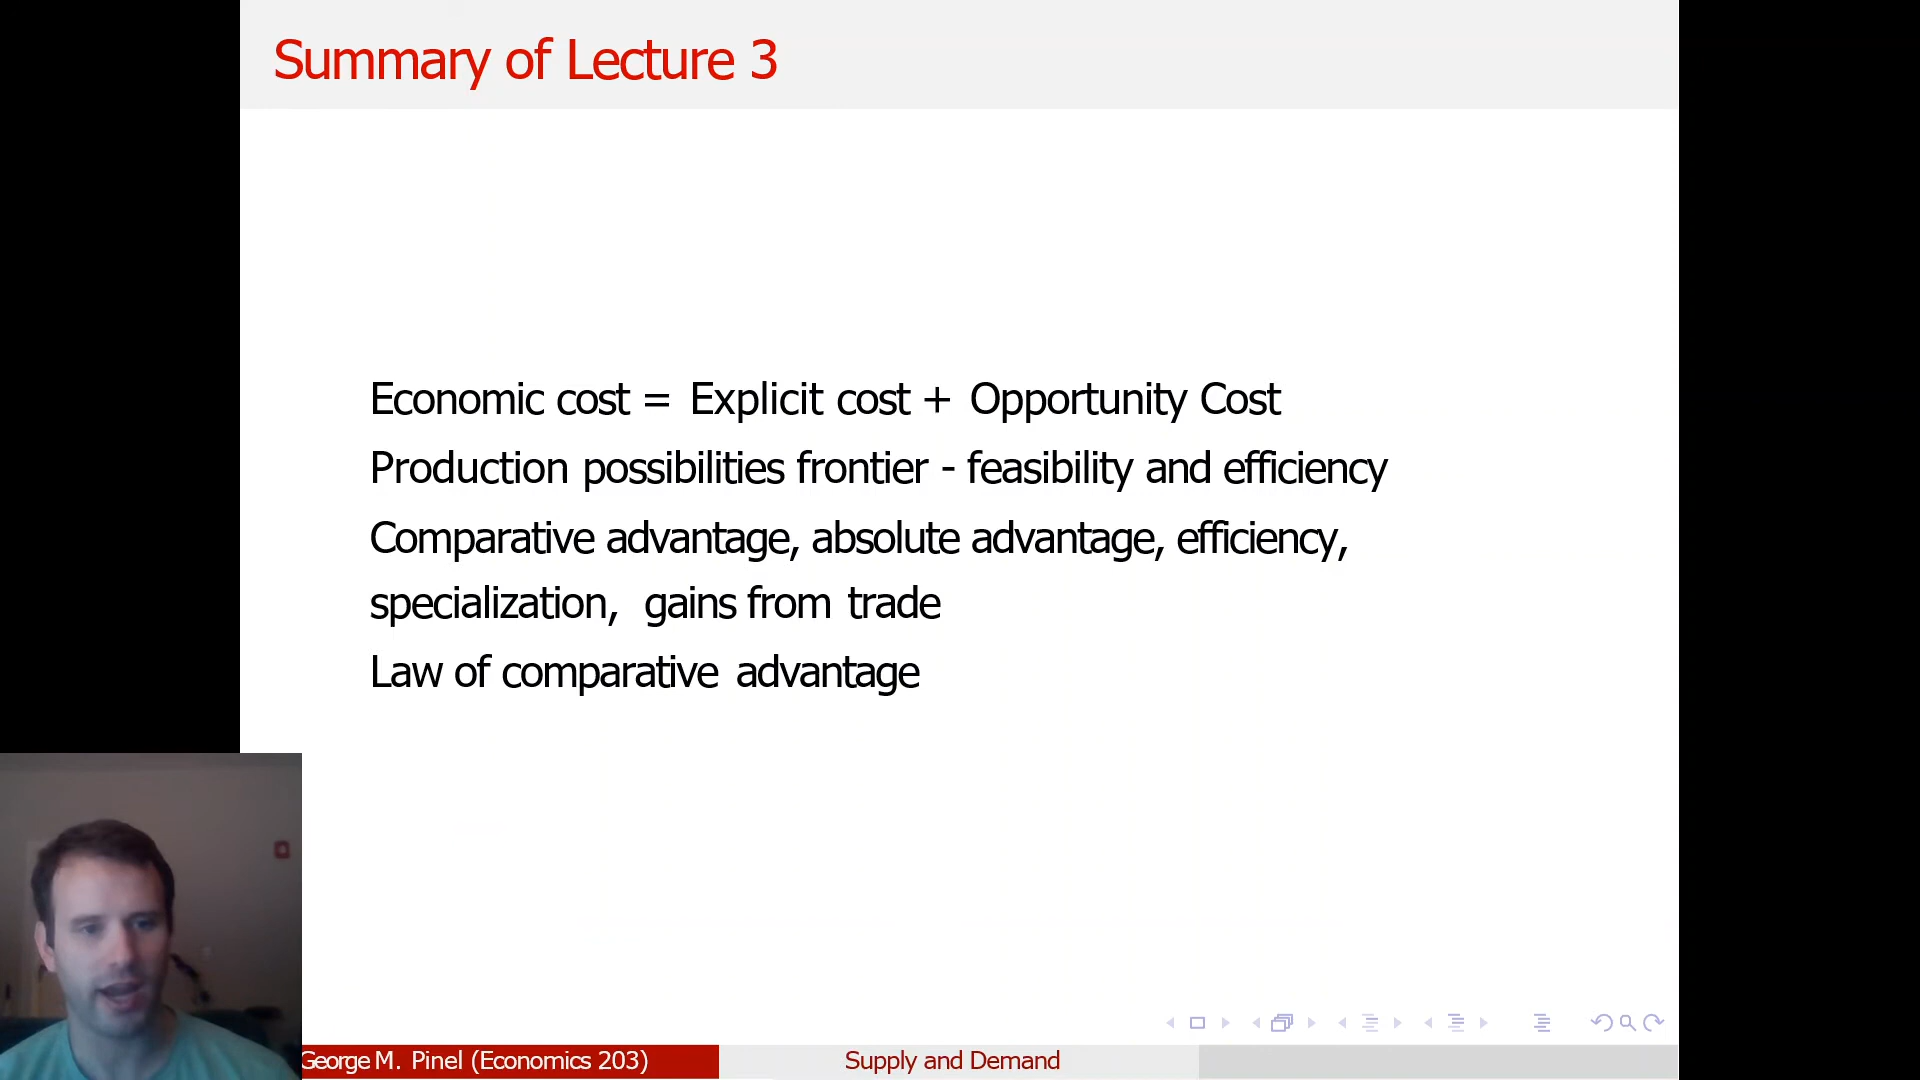 Summary of Lecture 3
Economic cost = Explicit cost + Opportunity Cost
Production possibilities frontier - feasibility and efficiency
Comparative advantage, absolute advantage, efficiency,
specialization, gains from trade
Law of comparative advantage
George M. Pinel (Economics 203)
Supply and Demand